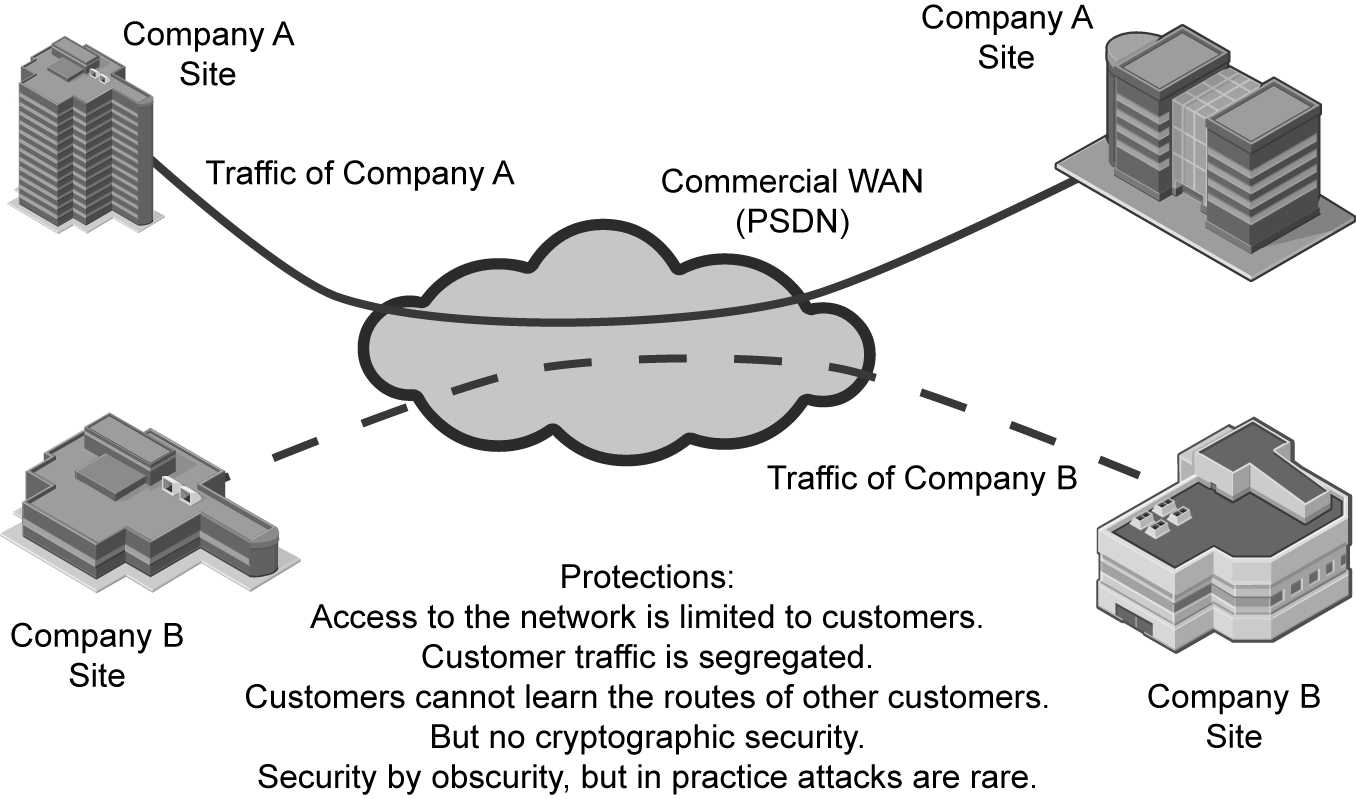 Company A
Site
Company A
Site
Traffic of Company A
Commercial WAN
(PSDN)
Traffic of Company B
Company B
Site
Company B
Site
Protections:
Access to the network is limited to customers.
Customer traffic is segregated.
Customers cannot learn the routes of other customers.
But no cryptographic security.
Security by obscurity, but in practice attacks are rare.